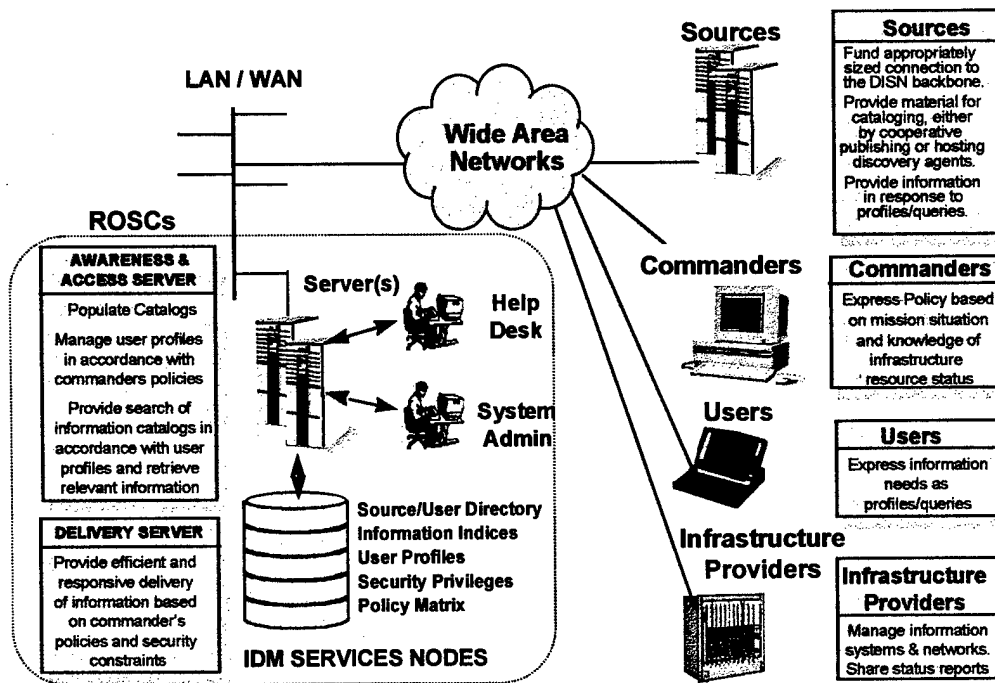 LAN / WAN
Wide Area
Networks
Sources
Sources
Fund appropriately
sized connection to
the DISN backbone.
Provide material for
cataloging, either
by cooperative
publishing or hosting
discovery agents.
Provide information
in response to
profiles/queries.
ROSCs
AWARENESS &
ACCESS SERVER
Populate Catalogs
Manage user profiles
in accordance with
commanders policies
Provide search of
information catalogs in
accordance with user
profiles and retrieve
relevant information
DELIVERY SERVER
Provide efficient and
responsive delivery
of information based
on commander's
policies and security
constraints
Server(s)
Help
Desk
System
Admin
Source/User Directory
Information Indices
User Profiles
Security Privileges
Policy Matrix
IDM SERVICES NODES
Commanders
Commanders
Express Policy based
on mission situation
and knowledge of
infrastructure
resource status
Users
Users
Express information
needs as
profiles/queries
Infrastructure
Providers
Infrastructure
Providers
Manage information
systems & networks.
Share status reports